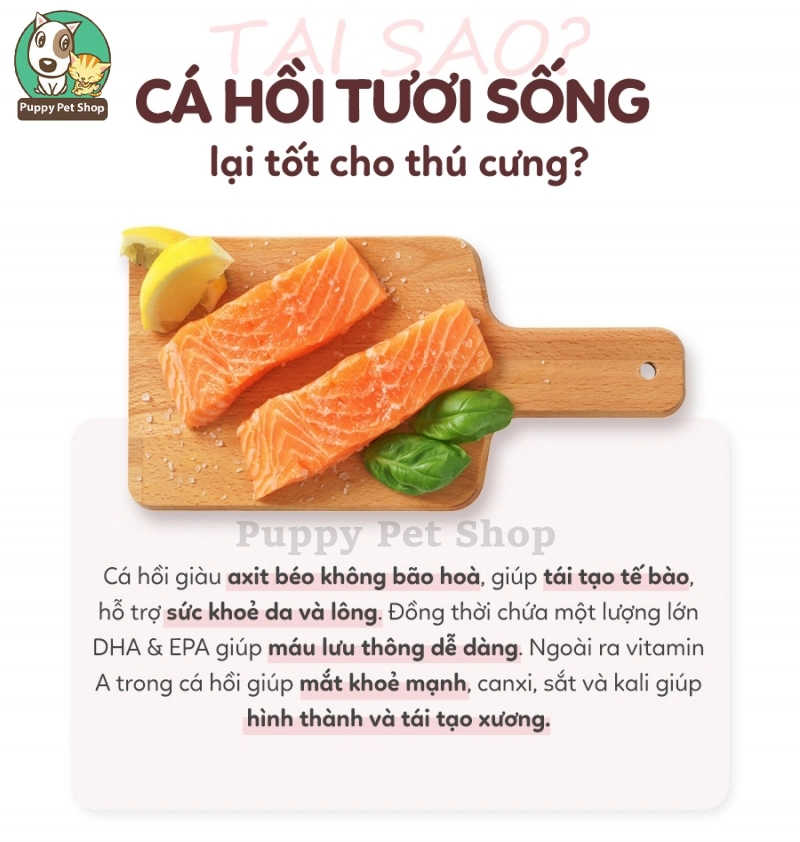 TẠI SAO?
Puppy Pet Shop
CÁ HỒI TƯƠI SỐNG
lại tốt cho thú cưng?
Puppy Pet Shop
Cá hồi giàu axit béo không bão hoà, giúp tái tạo tế bào,
hỗ trợ sức khoẻ da và lông. Đồng thời chứa một lượng lớn
DHA & EPA giúp máu lưu thông dễ dàng. Ngoài ra vitamin
A trong cá hồi giúp mắt khoẻ mạnh, canxi, sắt và kali giúp
hình thành và tái tạo xương.